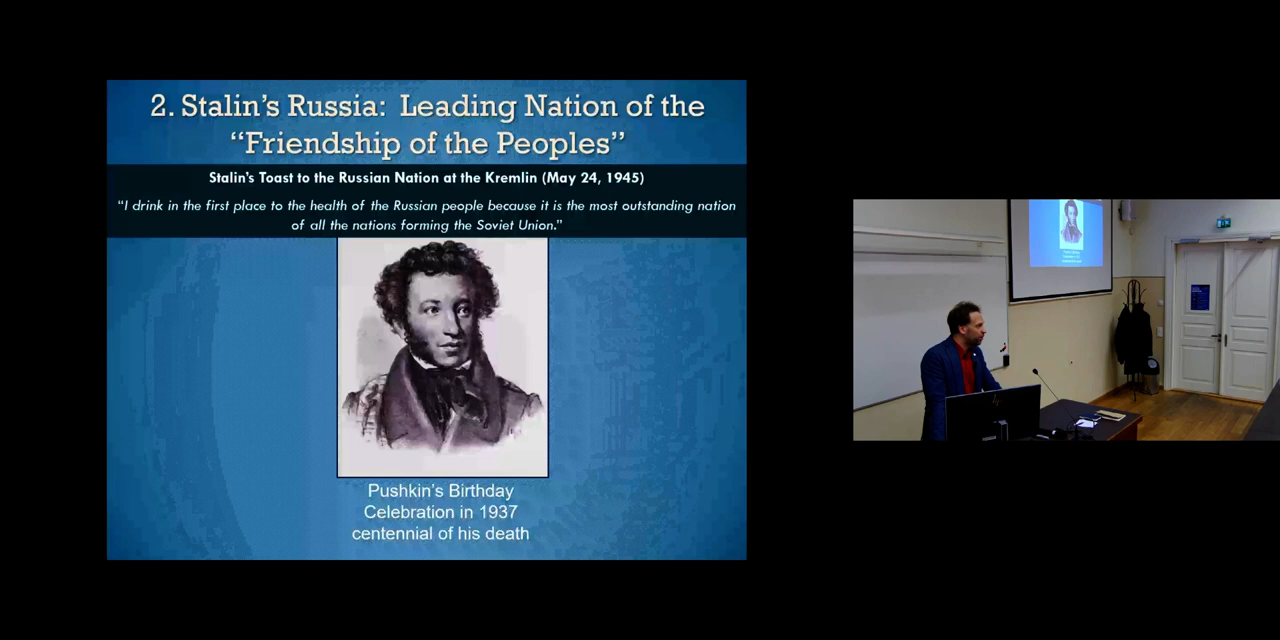 2. Stalin's Russia: Leading Nation of the
“Friendship of the Peoples”
Stalin's Toast to the Russian Nation at the Kremlin (May 24, 1945)
“I drink in the first place to the health of the Russian people because it is the most outstanding nation
of all the nations forming the Soviet Union.”
Pushkin's Birthday
Celebration in 1937
centennial of his death